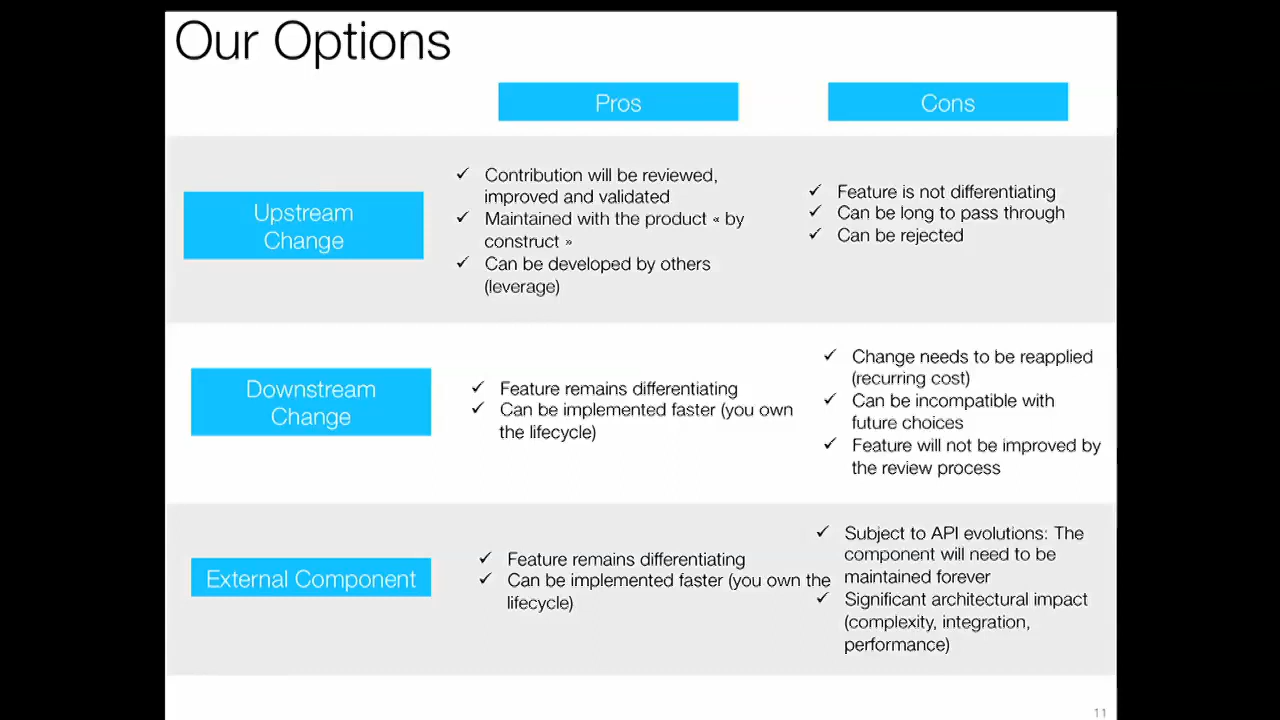 Our Options
Pros
Cons
Upstream
Change
✓ Contribution will be reviewed,
improved and validated
✓ Maintained with the product « by
construct »
✓ Can be developed by others
(leverage)
✓ Feature is not differentiating
✓ Can be long to pass through
✓ Can be rejected
Downstream
Change
✓ Feature remains differentiating
✓ Can be implemented faster (you own
the lifecycle)
✓ Change needs to be reapplied
(recurring cost)
✓ Can be incompatible with
future choices
✓ Feature will not be improved by
the review process
External Component
✓ Feature remains differentiating
✓ Can be implemented faster (you own the
lifecycle)
✓ Subject to API evolutions: The
component will need to be
maintained forever
✓ Significant architectural impact
(complexity, integration,
performance)
11